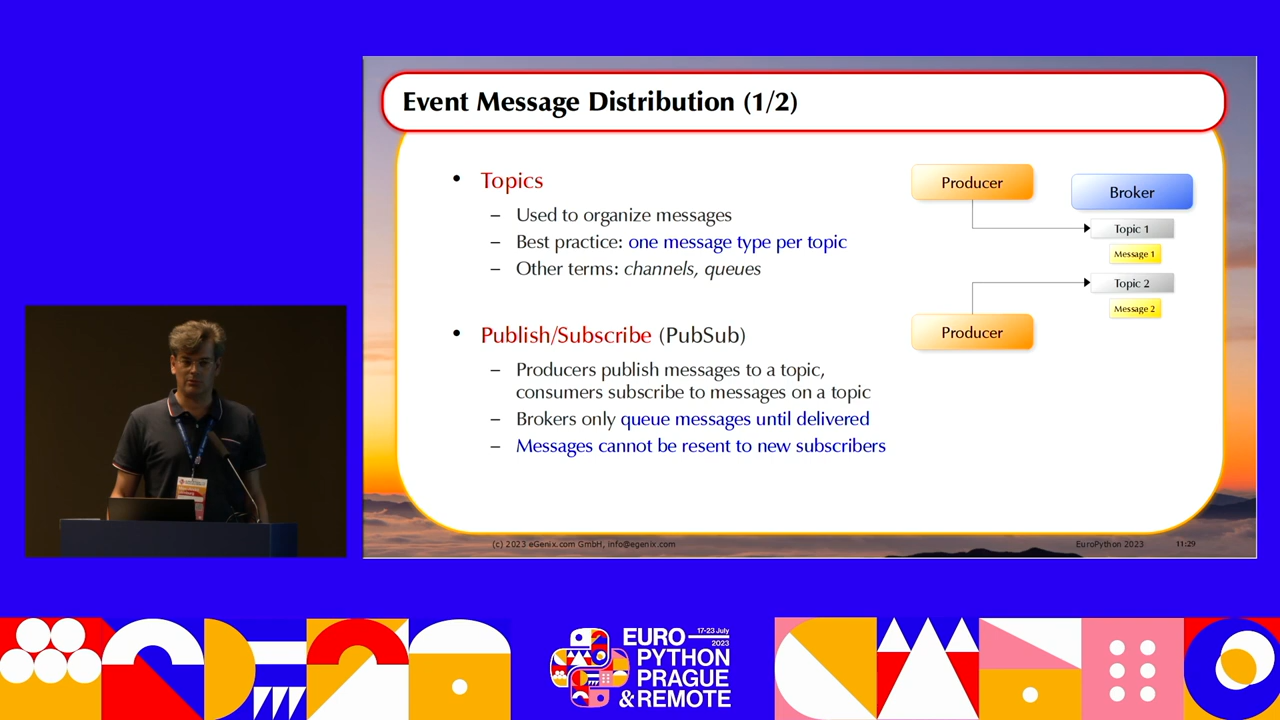 Event Message Distribution (1/2)
• Topics
– Used to organize messages
– Best practice: one message type per topic
– Other terms: channels, queues
• Publish/Subscribe (PubSub)
– Producers publish messages to a topic,
consumers subscribe to messages on a topic
– Brokers only queue messages until delivered
– Messages cannot be resent to new subscribers
Producer
Broker
Topic 1
Message 1
Topic 2
Message 2
Producer
(c) 2023 eGenix.com GmbH, info@egenix.com
EuroPython 2023
11:29
EURO
17-23 July
2023
PYTHON
PRAGUE
& REMOTE